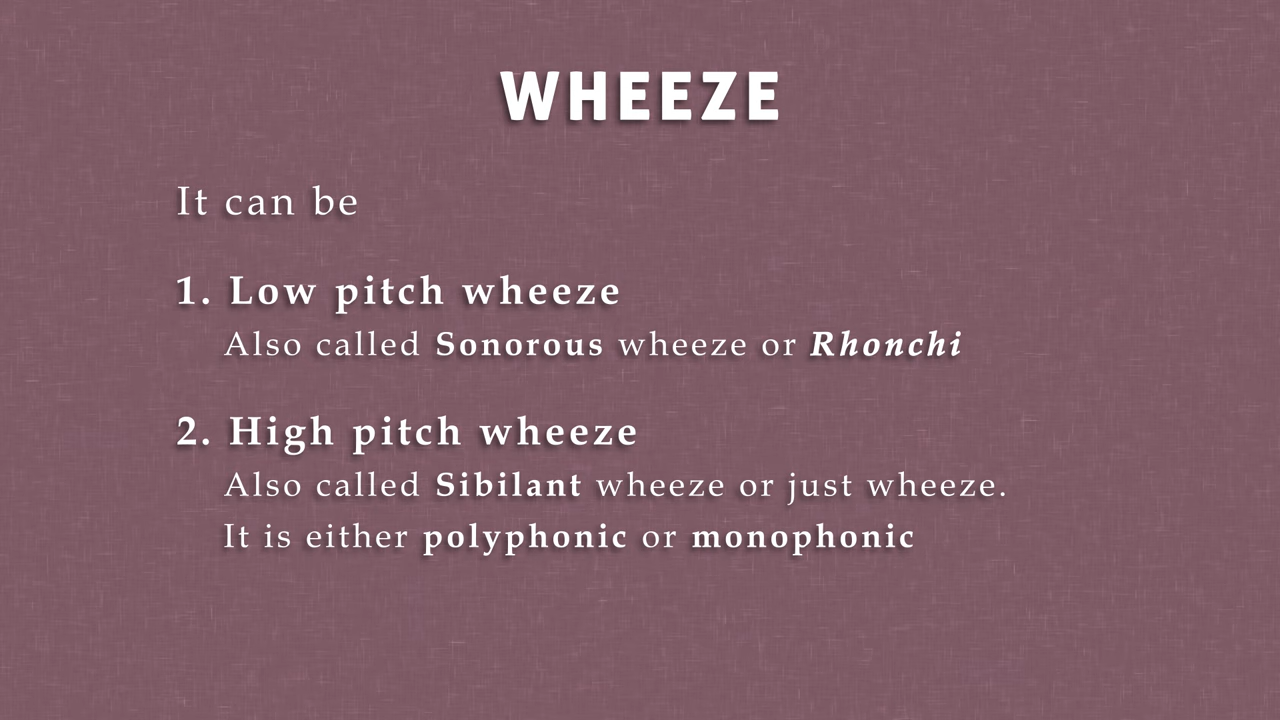 WHEEZE
It can be
1. Low pitch wheeze
Also called Sonorous wheeze or Rhonchi
2. High pitch wheeze
Also called Sibilant wheeze or just wheeze.
It is either polyphonic or monophonic